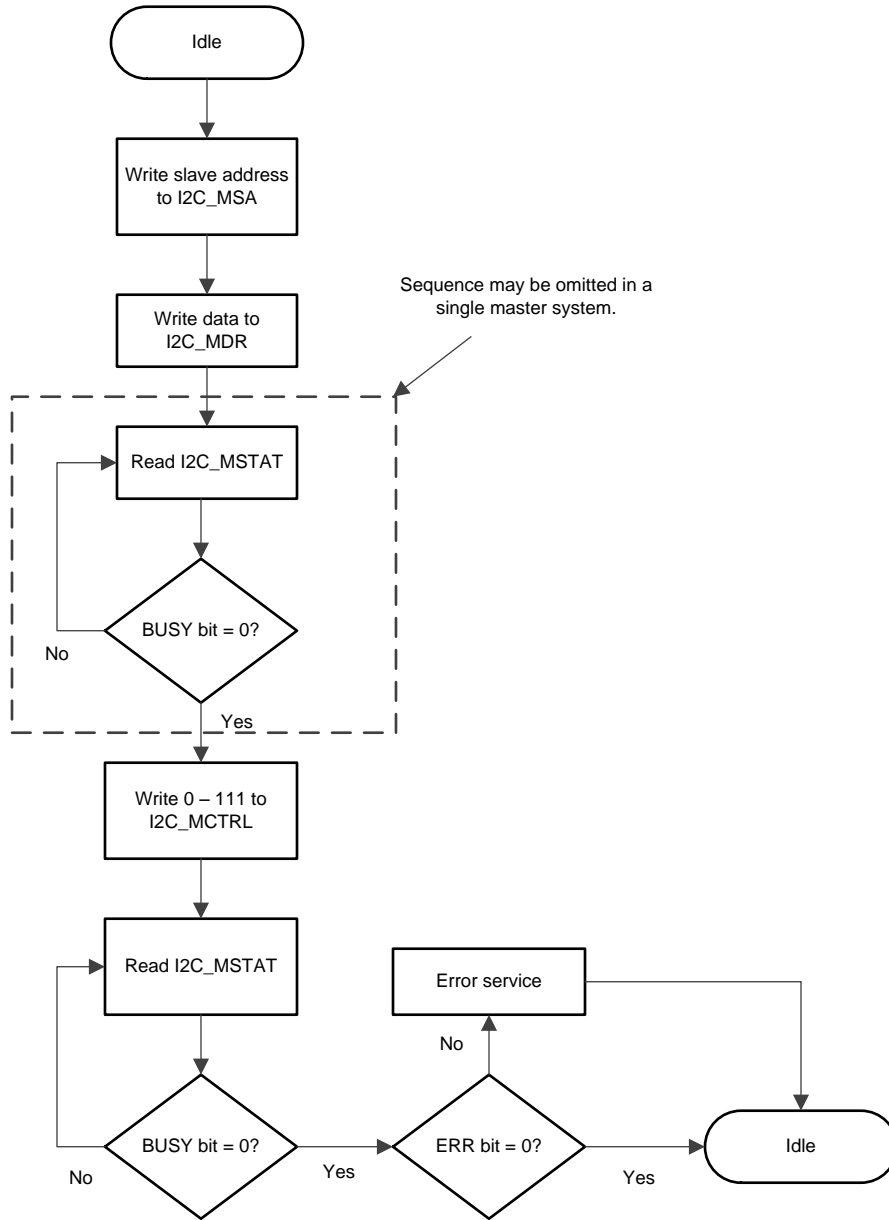 Idle
Write slave address
to I2C_MSA
Sequence may be omitted in a
single master system.
Write data to
I2C_MDR
Read I2C_MSTAT
BUSY bit = 0?
No
Yes
Write 0 – 111 to
I2C_MCTRL
Read I2C_MSTAT
Error service
No
BUSY bit = 0?
ERR bit = 0?
Idle
No
Yes
Yes